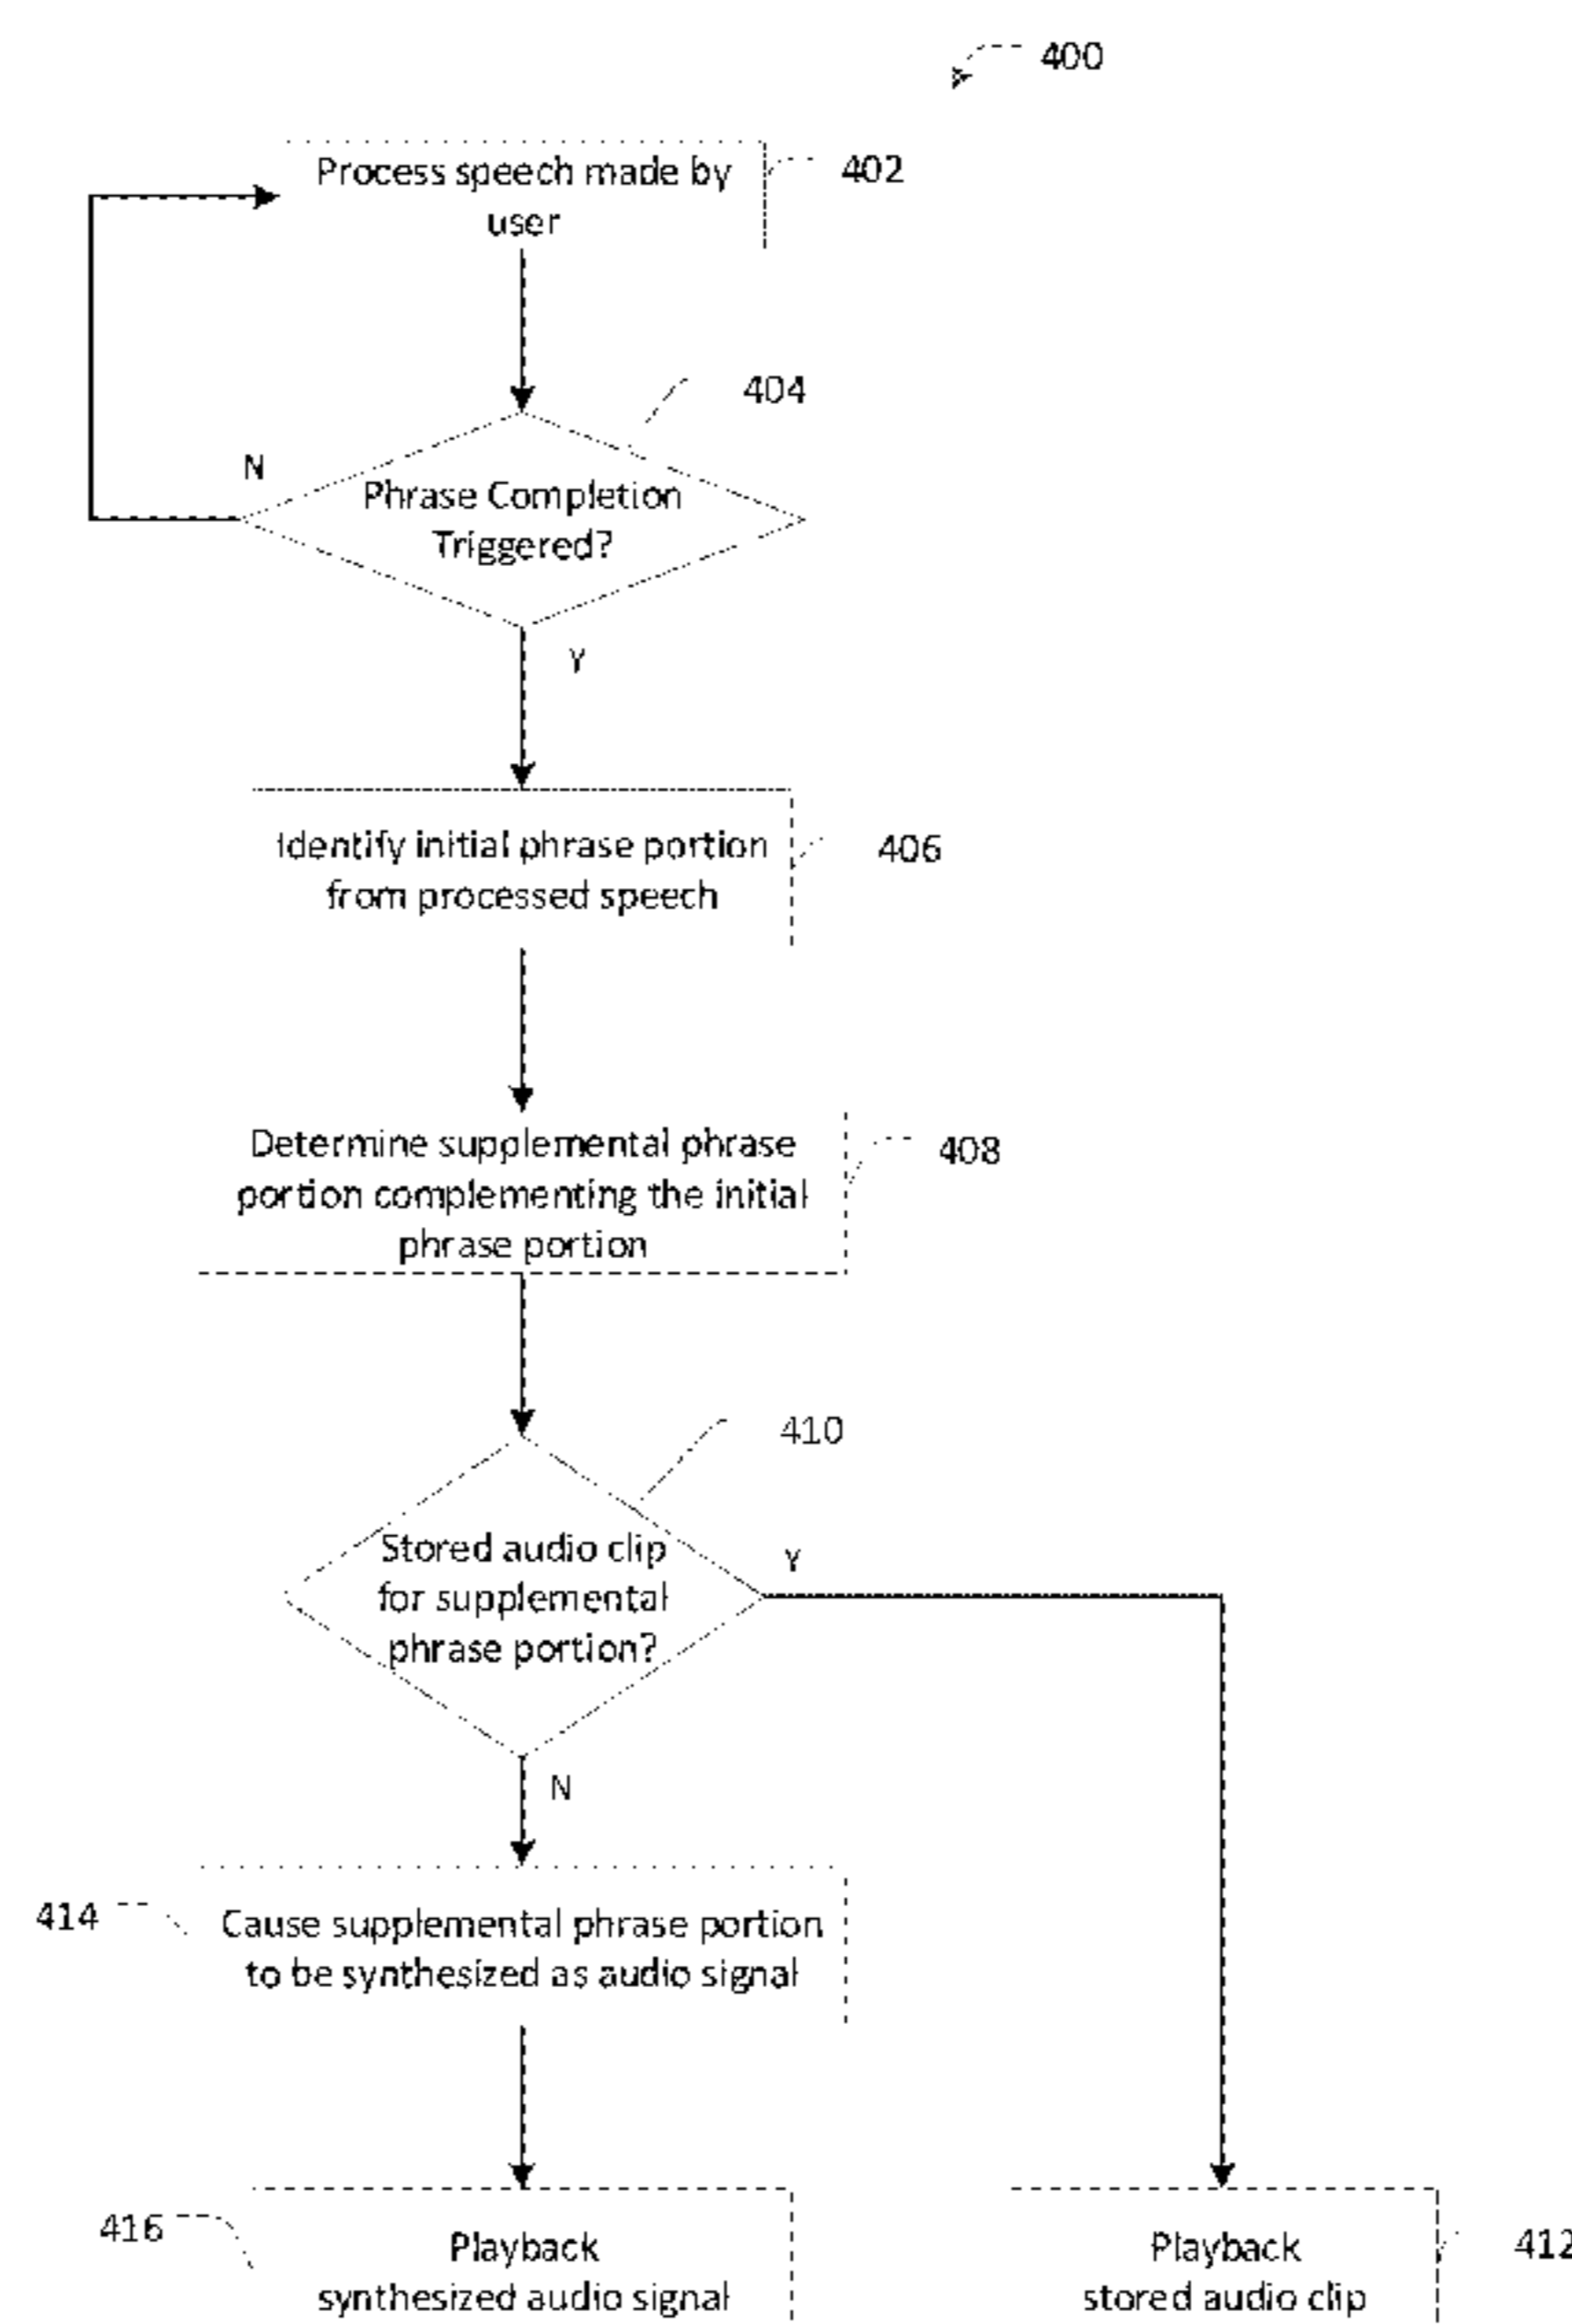 400
Process speech made by
user
402
404
N
Phrase Completion
Triggered?
Y
Identify initial phrase portion
from processed speech
406
Determine supplemental phrase
portion complementing the initial
phrase portion
408
410
Stored audio clip
for supplemental
phrase portion?
Y
N
414
Cause supplemental phrase portion
to be synthesized as audio signal
416
Playback
synthesized audio signal
Playback
stored audio clip
412